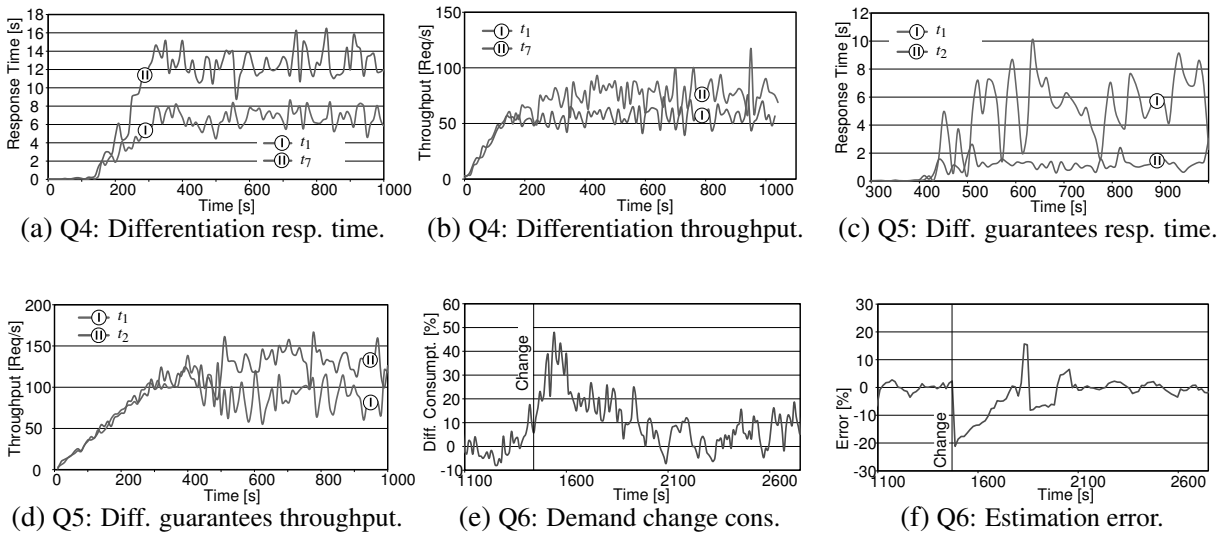 18
16
14
12
10
8
6
4
2
0
Response Time [s]
II
I
I t1
II t7
0 200 400 600 800 1000
Time [s]
(a) Q4: Differentiation resp. time.
150
100
50
0
Throughput [Req/s]
I t1
II t7
II
I
0 200 400 600 800 1000
Time [s]
(b) Q4: Differentiation throughput.
12
10
8
6
4
2
0
Response Time [s]
I t1
II t2
I
II
300 400 500 600 700 800 900
Time [s]
(c) Q5: Diff. guarantees resp. time.
200
150
100
50
0
Throughput [Req/s]
I t1
II t2
II
I
0 200 400 600 800 1000
Time [s]
(d) Q5: Diff. guarantees throughput.
60
50
40
30
20
10
0
-10
Diff. Consumpt. [%]
Change
1100 1600 2100 2600
Time [s]
(e) Q6: Demand change cons.
30
20
10
0
-10
-20
-30
Error [%]
Change
1100 1600 2100 2600
Time [s]
(f) Q6: Estimation error.